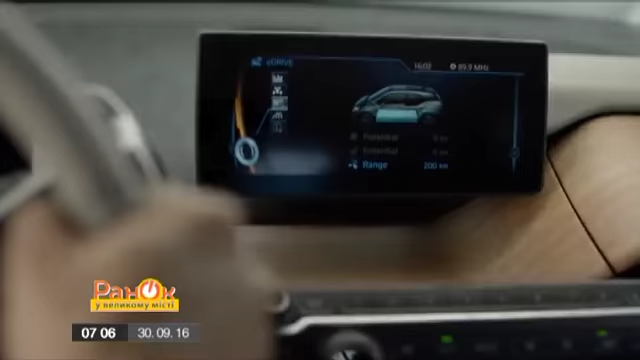 eDRIVE 16:02 89.9 MHz
Range 200 km
Ранок
у великому місті
07 06 30.09.16